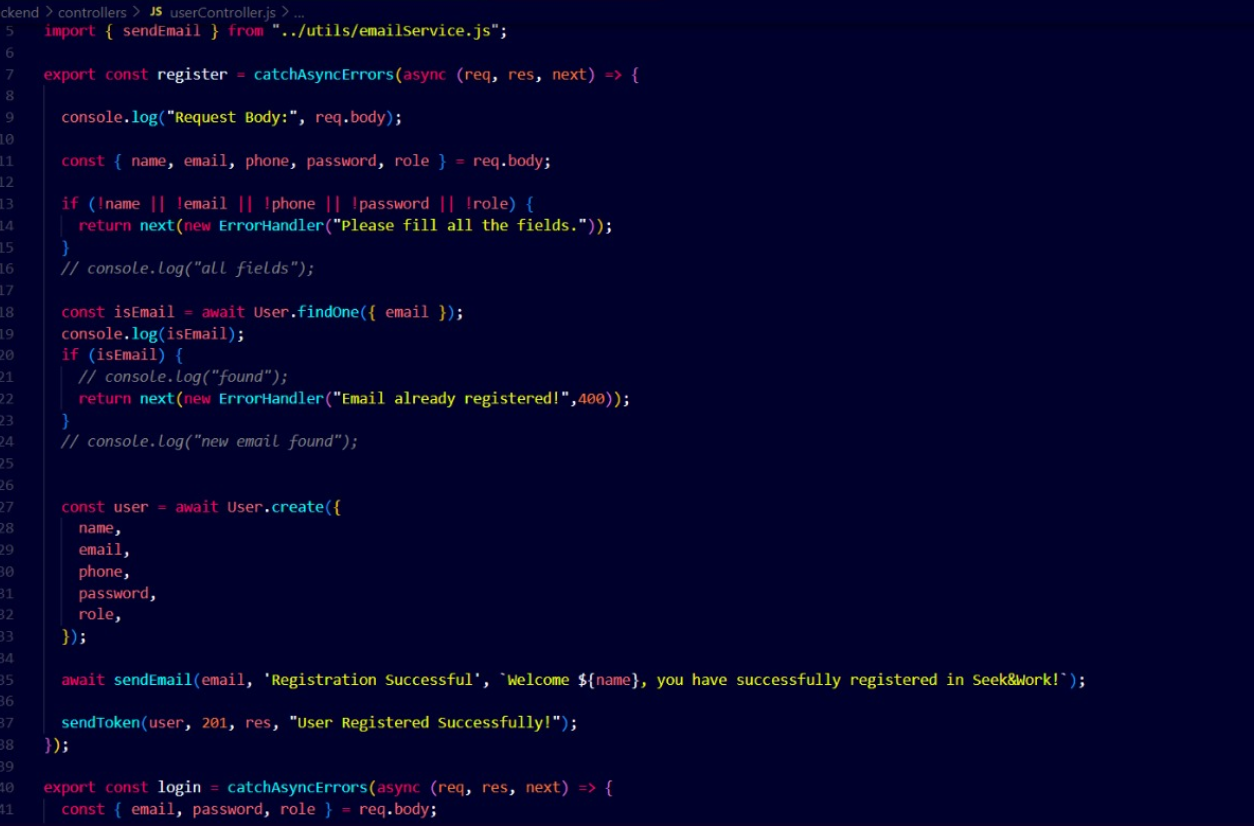 ckend > controllers > JS userController.js > ...
5 import { sendEmail } from "../utils/emailService.js";
6
7 export const register = catchAsyncErrors(async (req, res, next) => {
8
9 console.log("Request Body:", req.body);
10
11 const { name, email, phone, password, role } = req.body;
12
13 if (!name || !email || !phone || !password || !role) {
14 return next(new ErrorHandler("Please fill all the fields."));
15 }
16 // console.log("all fields");
17
18 const isEmail = await User.findOne({ email });
19 console.log(isEmail);
20 if (isEmail) {
21 // console.log("found");
22 return next(new ErrorHandler("Email already registered!",400));
23 }
24 // console.log("new email found");
25
26
27 const user = await User.create({
28 name,
29 email,
30 phone,
31 password,
32 role,
33 });
34
35 await sendEmail(email, 'Registration Successful', `Welcome ${name}, you have successfully registered in Seek&Work!`);
36
37 sendToken(user, 201, res, "User Registered Successfully!");
38 });
39
40 export const login = catchAsyncErrors(async (req, res, next) => {
41 const { email, password, role } = req.body;